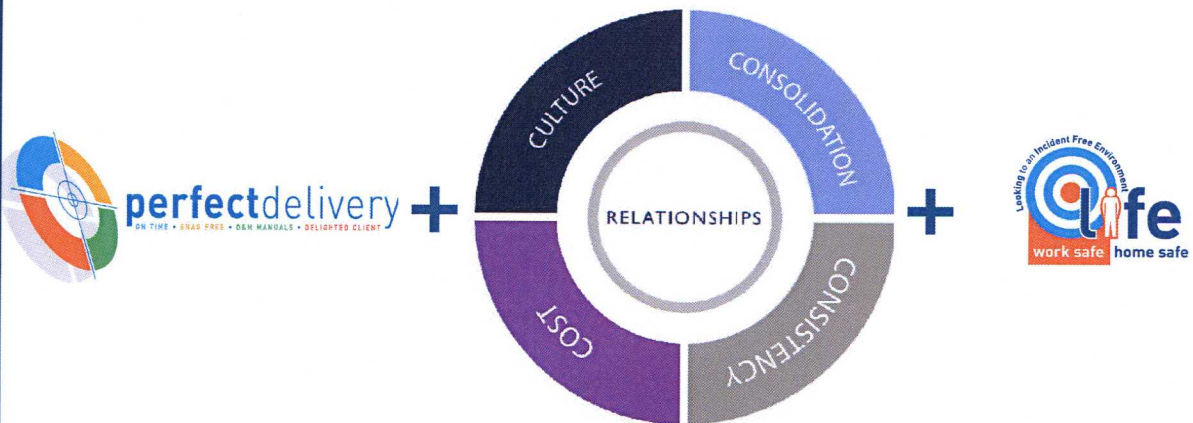 perfectdelivery
ON TIME • SNAG FREE • O&M MANUALS • DELIGHTED CLIENT
+
CULTURE
CONSOLIDATION
RELATIONSHIPS
COST
CONSISTENCY
+
Looking to an Incident Free Environment
life
work safe home safe